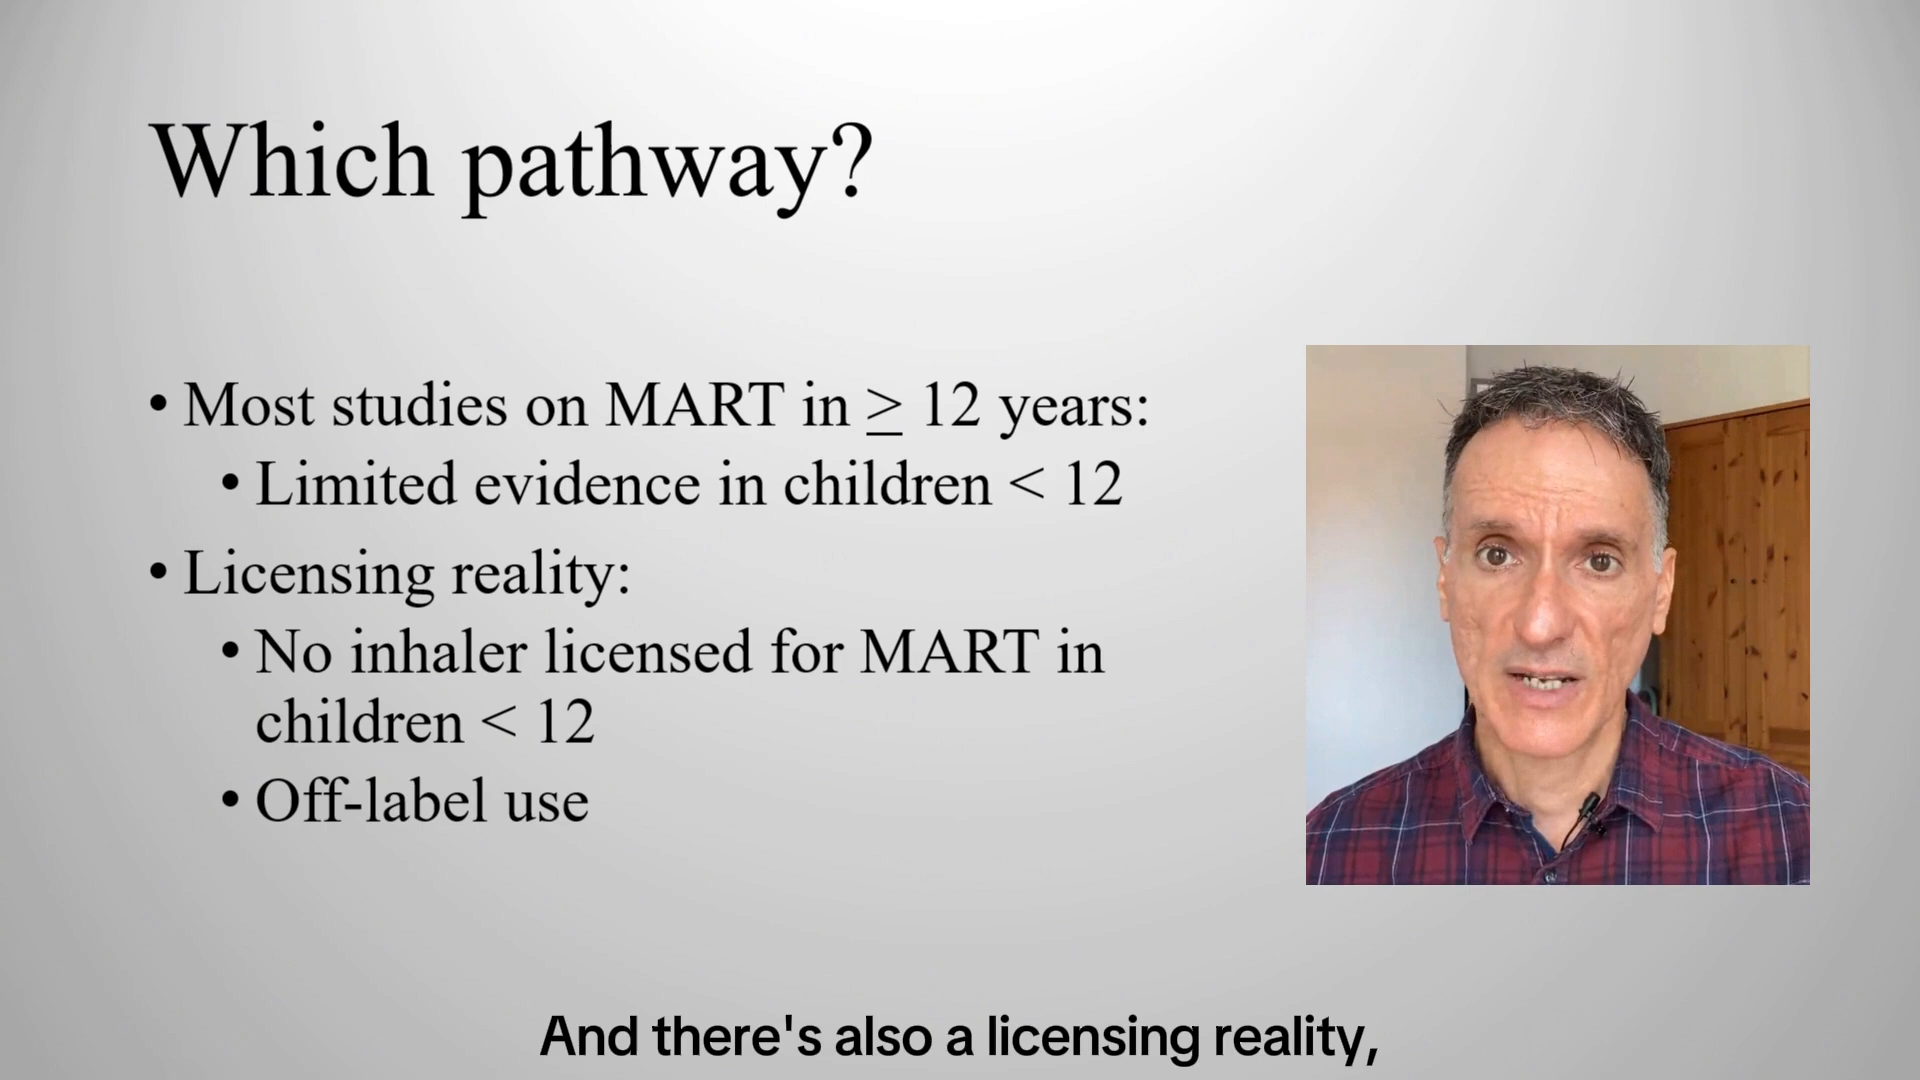 Which pathway?
• Most studies on MART in ≥ 12 years:
• Limited evidence in children < 12
• Licensing reality:
• No inhaler licensed for MART in
children < 12
• Off-label use
And there's also a licensing reality,